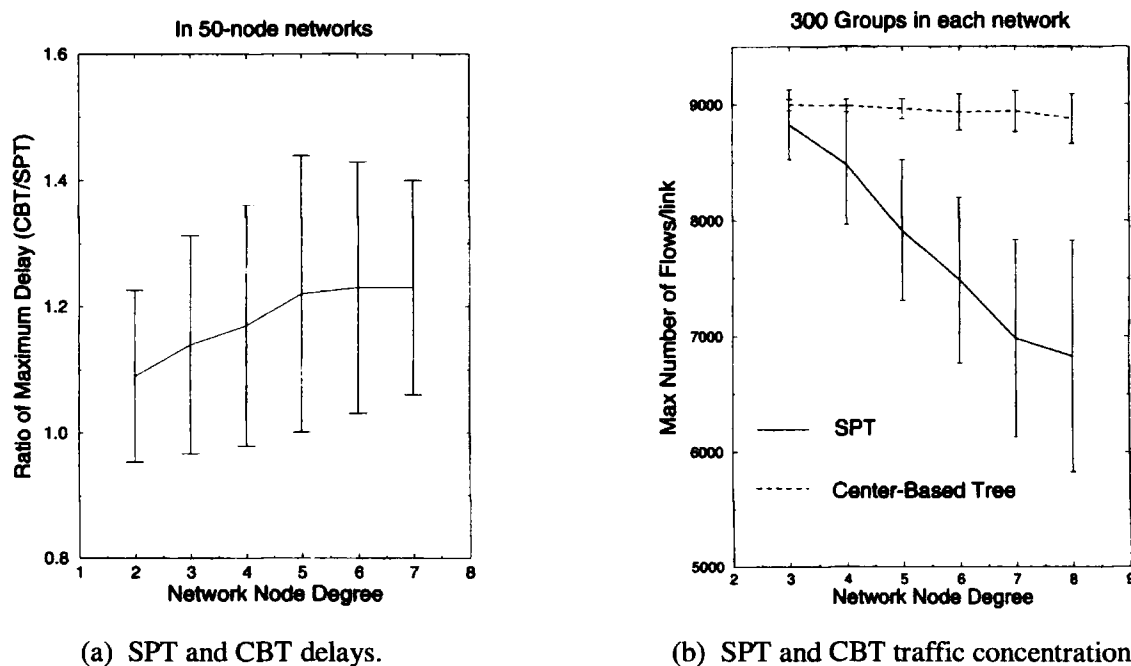 In 50-node networks
1.6
1.4
1.2
1.0
0.8
Ratio of Maximum Delay (CBT/SPT)
1 2 3 4 5 6 7 8
Network Node Degree
(a) SPT and CBT delays.
300 Groups in each network
9000
8000
7000
6000
5000
Max Number of Flows/link
SPT
Center-Based Tree
2 3 4 5 6 7 8 9
Network Node Degree
(b) SPT and CBT traffic concentration